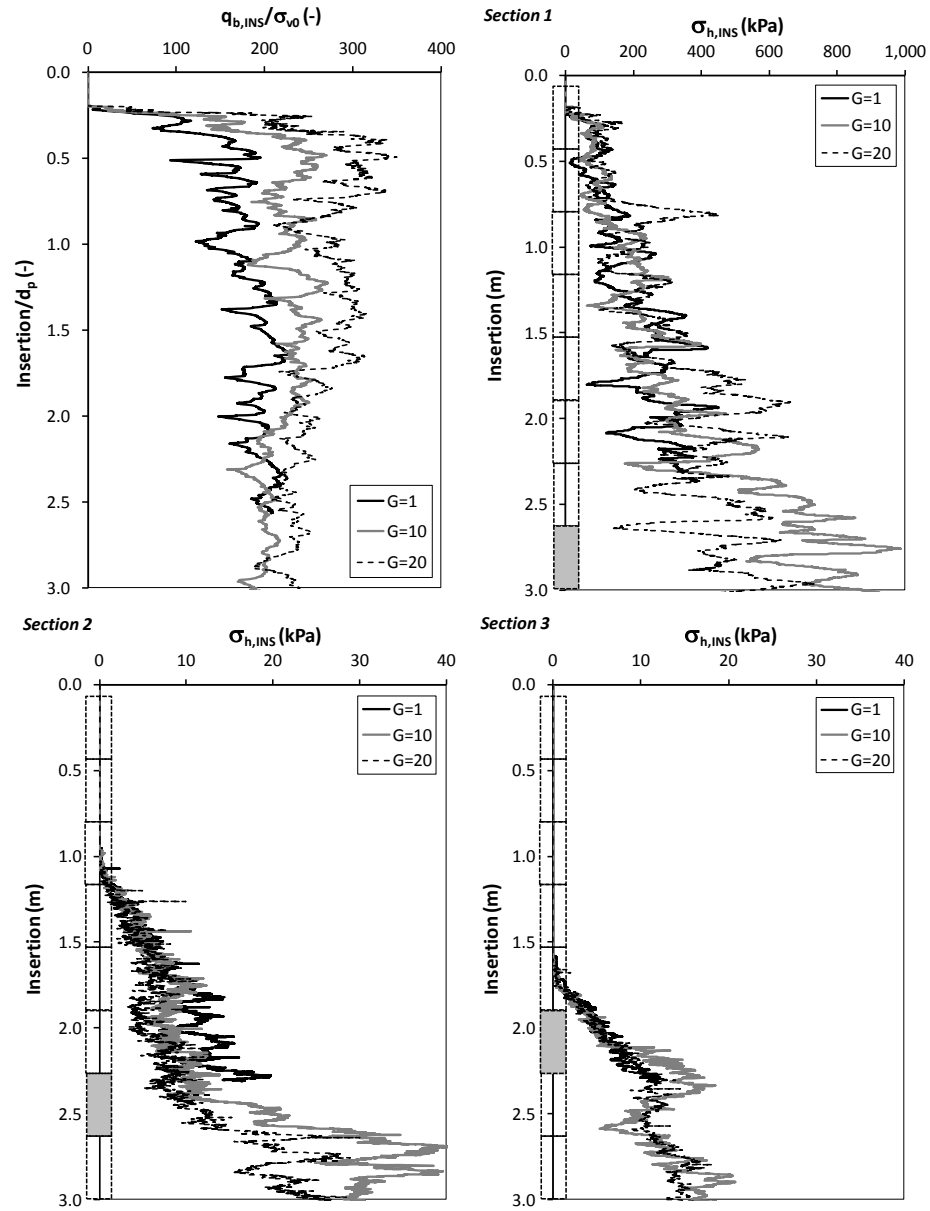 q_b,INS/σ_v0 (-)
0 100 200 300 400
0.0
0.5
1.0
1.5
2.0
2.5
3.0
Insertion/d_p (-)
G=1
G=10
G=20
Section 1
σ_h,INS (kPa)
0 200 400 600 800 1,000
0.0
0.5
1.0
1.5
2.0
2.5
3.0
Insertion (m)
G=1
G=10
G=20
Section 2
σ_h,INS (kPa)
0 10 20 30 40
0.0
0.5
1.0
1.5
2.0
2.5
3.0
Insertion (m)
G=1
G=10
G=20
Section 3
σ_h,INS (kPa)
0 10 20 30 40
0.0
0.5
1.0
1.5
2.0
2.5
3.0
Insertion (m)
G=1
G=10
G=20